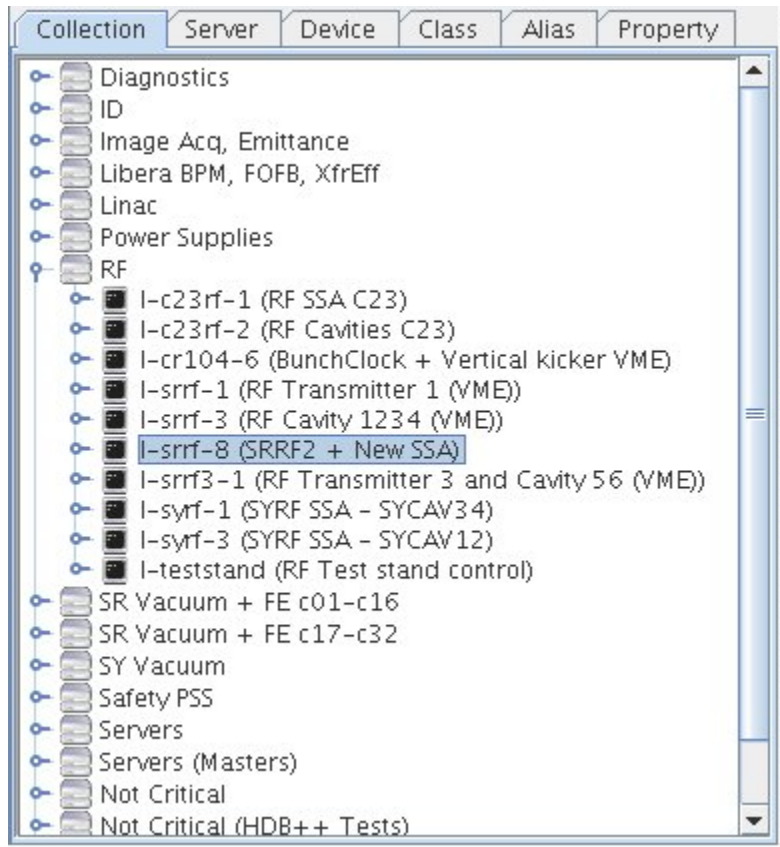 Collection Server Device Class Alias Property
Diagnostics
ID
Image Acq, Emittance
Libera BPM, FOFB, XfrEff
Linac
Power Supplies
RF
l-c23rf-1 (RF SSA C23)
l-c23rf-2 (RF Cavities C23)
l-cr104-6 (BunchClock + Vertical kicker VME)
l-srrf-1 (RF Transmitter 1 (VME))
l-srrf-3 (RF Cavity 1234 (VME))
l-srrf-8 (SRRF2 + New SSA)
l-srrf3-1 (RF Transmitter 3 and Cavity 56 (VME))
l-syrf-1 (SYRF SSA - SYCAV34)
l-syrf-3 (SYRF SSA - SYCAV12)
l-teststand (RF Test stand control)
SR Vacuum + FE c01-c16
SR Vacuum + FE c17-c32
SY Vacuum
Safety PSS
Servers
Servers (Masters)
Not Critical
Not Critical (HDB++ Tests)